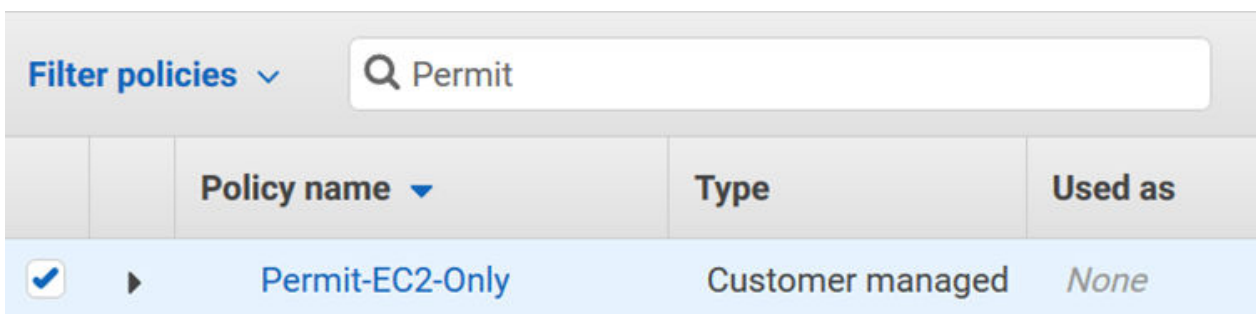 Filter policies Permit
Policy name Type Used as
Permit-EC2-Only Customer managed None